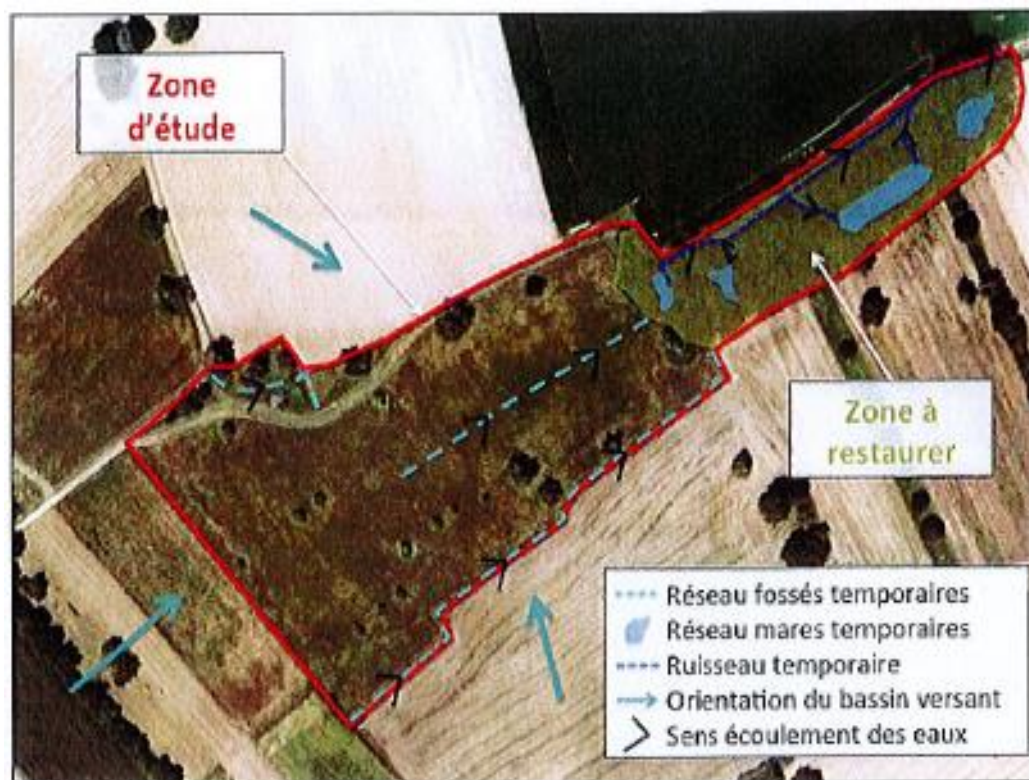 Zone
d'étude
Zone à
restaurer
Réseau fossés temporaires
Réseau mares temporaires
Ruisseau temporaire
Orientation du bassin versant
Sens écoulement des eaux